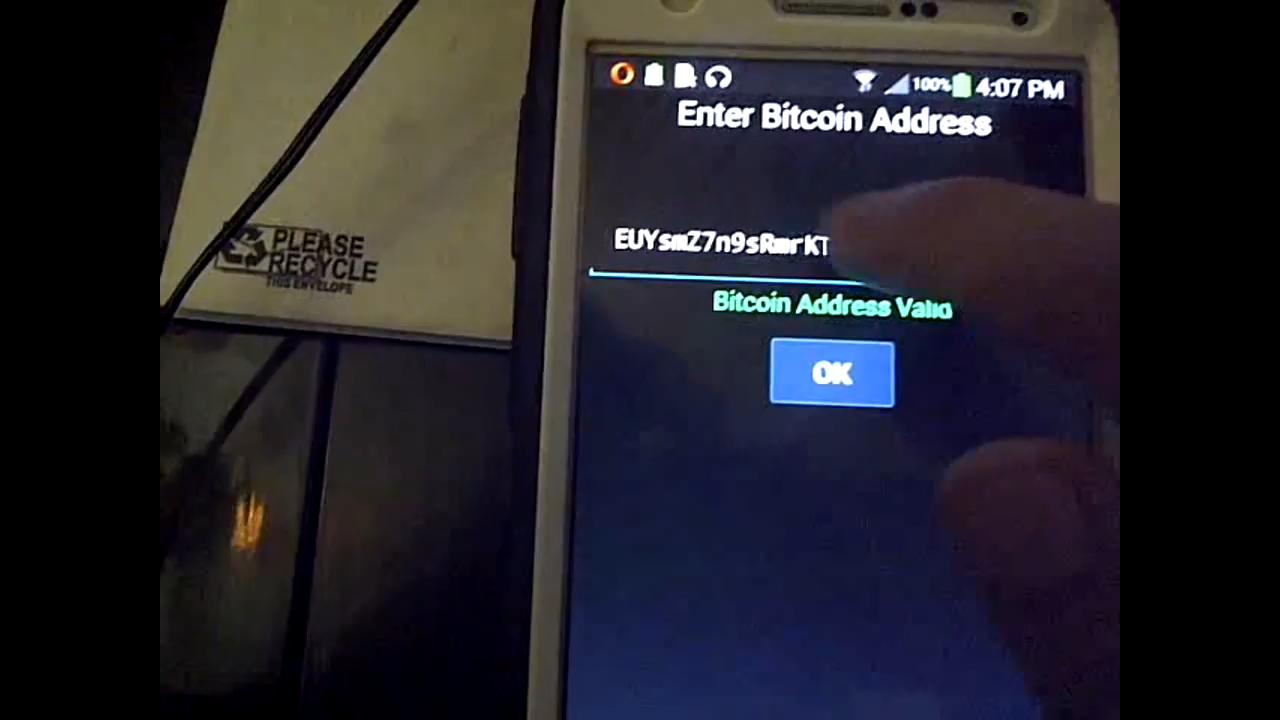 PLEASE
RECYCLE
THIS ENVELOPE
100% 4:07 PM
Enter Bitcoin Address
EUYsmZ7n9sRmrKT
Bitcoin Address Valid
OK